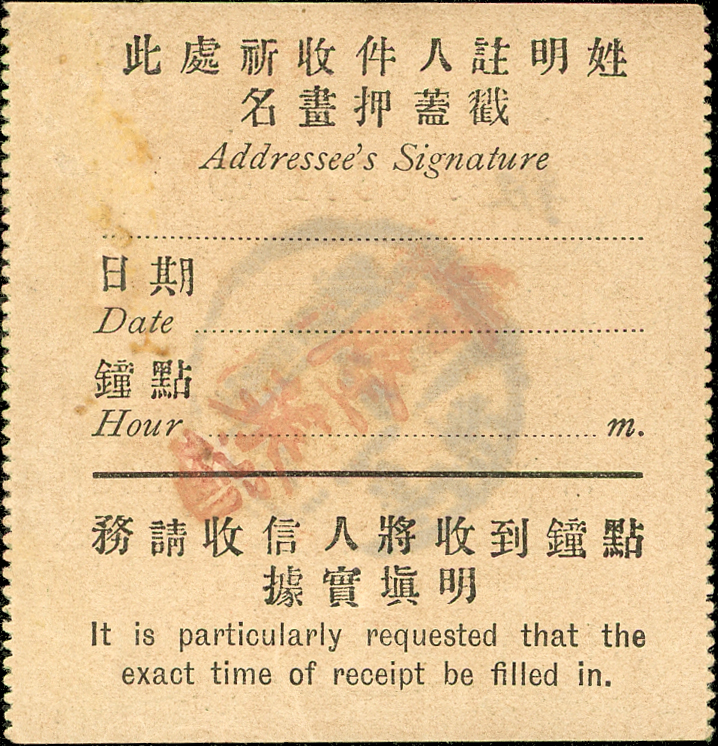 此處祈收件人註明姓
名畫押蓋戳
Addressee's Signature
日期
Date
鐘點
Hour m.
務請收信人將收到鐘點
據實塡明
It is particularly requested that the
exact time of receipt be filled in.